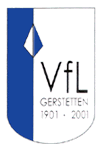 VfL
GERSTETTEN
1901 · 2001